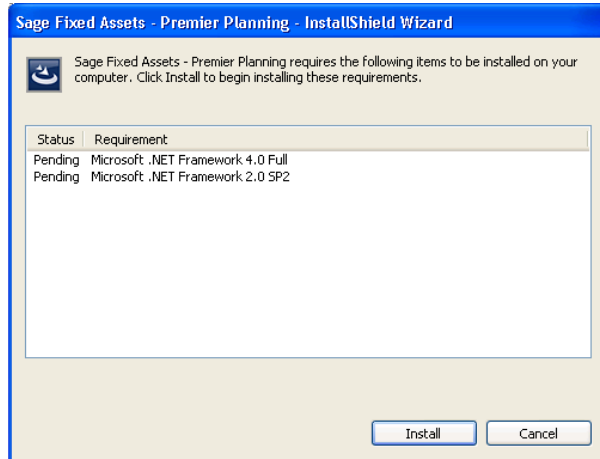 Sage Fixed Assets - Premier Planning - InstallShield Wizard
Sage Fixed Assets - Premier Planning requires the following items to be installed on your
computer. Click Install to begin installing these requirements.
Status Requirement
Pending Microsoft .NET Framework 4.0 Full
Pending Microsoft .NET Framework 2.0 SP2
Install Cancel